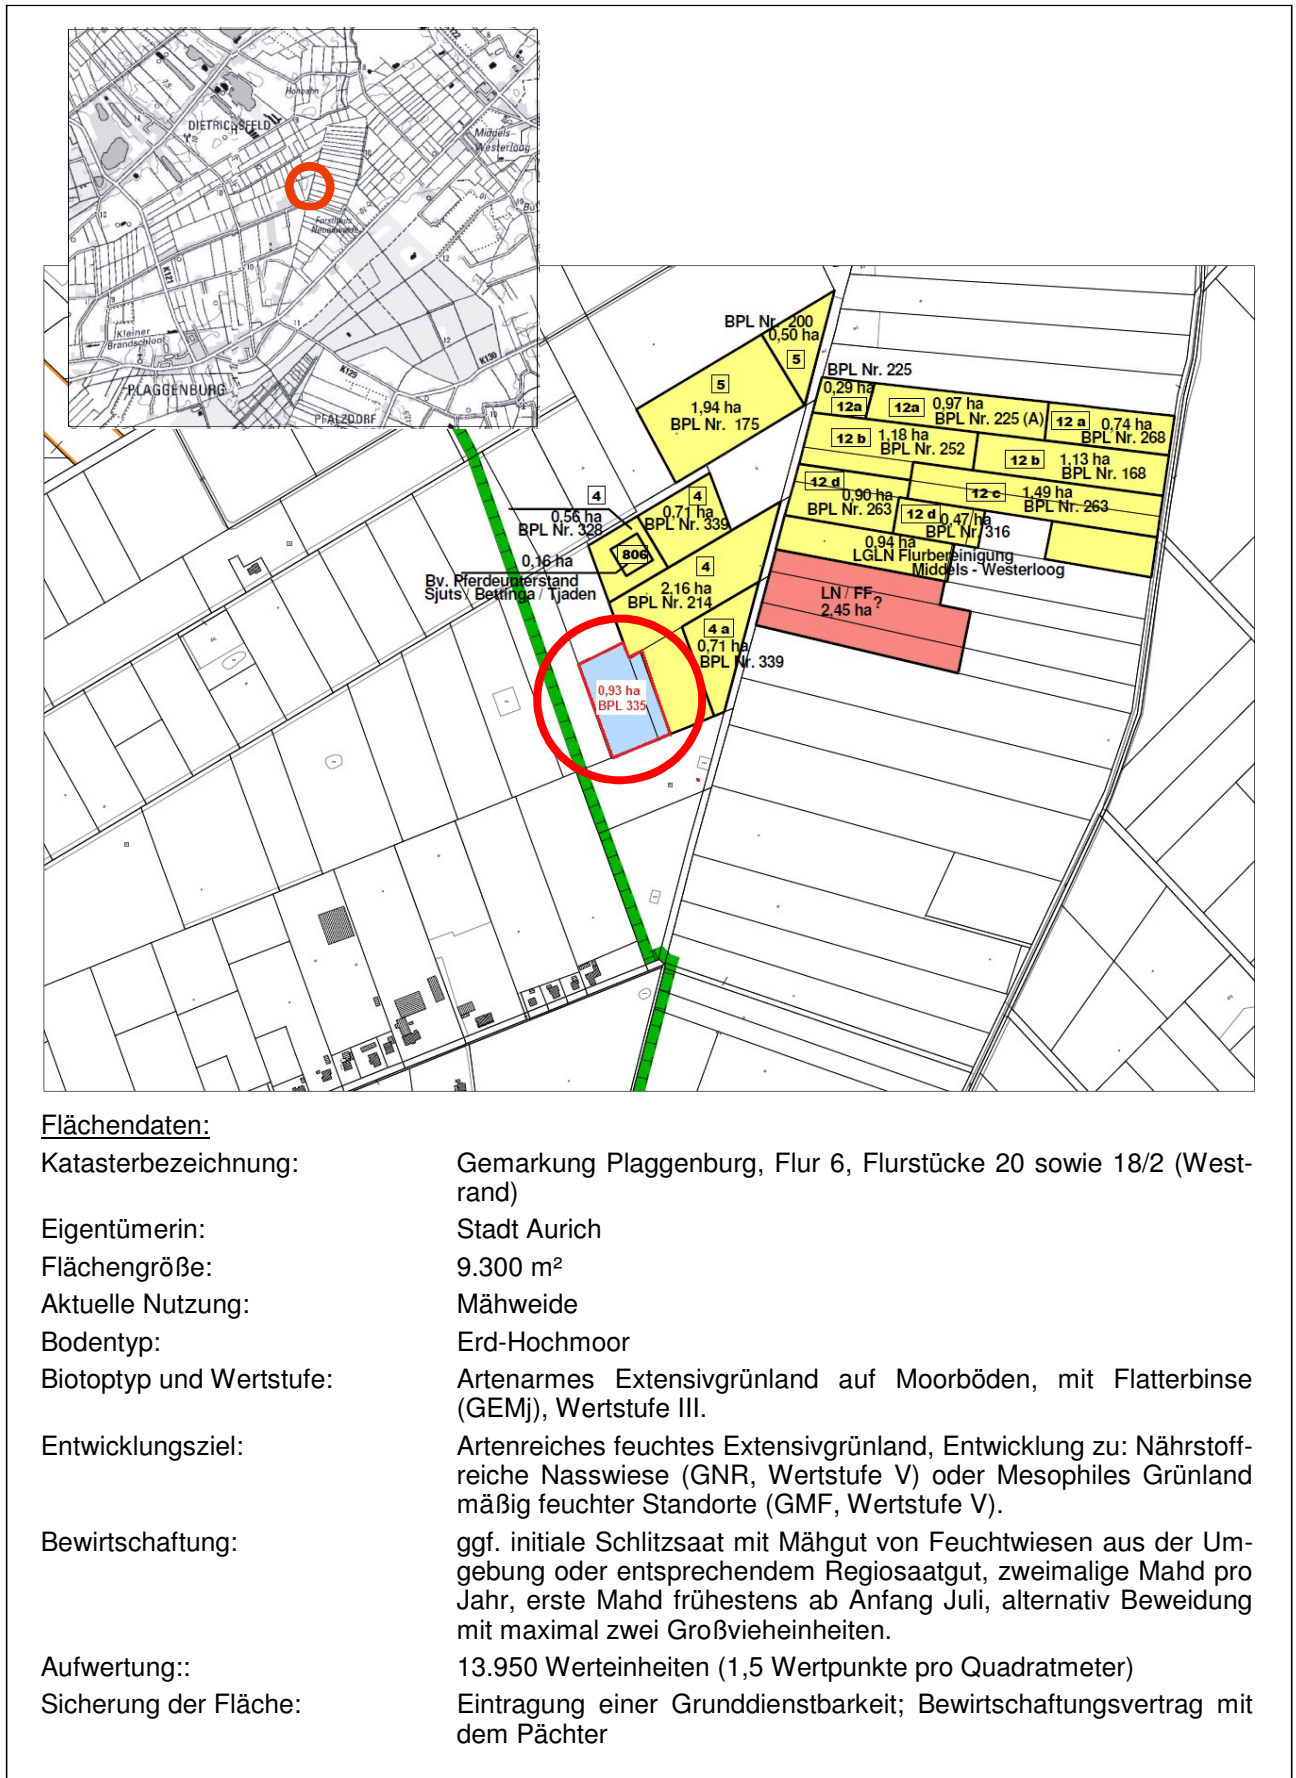 Hohehahn
DIETRICHSFELD
Middels-
Westerloog
Forsthaus
Neuenwalde
K121
K122
Kleiner
Brandschloot
PLAGGENBURG
K129
K130
PFALZDORF
BPL Nr. 200
0,50 ha
5
5
1,94 ha
BPL Nr. 175
BPL Nr. 225
0,29 ha
12a
12a
0,97 ha
BPL Nr. 225 (A)
12 a
0,74 ha
BPL Nr. 268
12 b
1,18 ha
BPL Nr. 252
12 b
1,13 ha
BPL Nr. 168
12 d
0,90 ha
BPL Nr. 263
12 c
1,49 ha
BPL Nr. 263
12 d
0,47 ha
BPL Nr. 316
0,94 ha
LGLN Flurbereinigung
Middels - Westerloog
LN / FF ?
2,45 ha
4
0,56 ha
BPL Nr. 328
4
0,71 ha
BPL Nr. 339
806
0,16 ha
Bv. Pferdeunterstand
Sjuts / Bettinga / Tjaden
4
2,16 ha
BPL Nr. 214
4 a
0,71 ha
BPL Nr. 339
0,93 ha
BPL 335
Flächendaten:
Katasterbezeichnung: Gemarkung Plaggenburg, Flur 6, Flurstücke 20 sowie 18/2 (West-
rand)
Eigentümerin: Stadt Aurich
Flächengröße: 9.300 m²
Aktuelle Nutzung: Mähweide
Bodentyp: Erd-Hochmoor
Biotoptyp und Wertstufe: Artenarmes Extensivgrünland auf Moorböden, mit Flatterbinse
(GEMj), Wertstufe III.
Entwicklungsziel: Artenreiches feuchtes Extensivgrünland, Entwicklung zu: Nährstoff-
reiche Nasswiese (GNR, Wertstufe V) oder Mesophiles Grünland
mäßig feuchter Standorte (GMF, Wertstufe V).
Bewirtschaftung: ggf. initiale Schlitzsaat mit Mähgut von Feuchtwiesen aus der Um-
gebung oder entsprechendem Regiosaatgut, zweimalige Mahd pro
Jahr, erste Mahd frühestens ab Anfang Juli, alternativ Beweidung
mit maximal zwei Großvieheinheiten.
Aufwertung:: 13.950 Werteinheiten (1,5 Wertpunkte pro Quadratmeter)
Sicherung der Fläche: Eintragung einer Grunddienstbarkeit; Bewirtschaftungsvertrag mit
dem Pächter